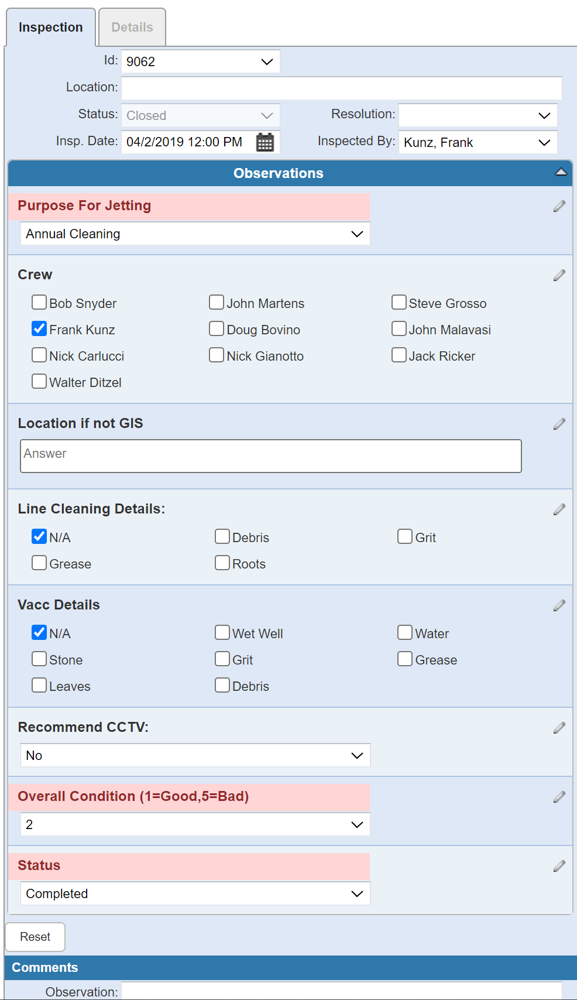 Inspection Details
Id: 9062
Location:
Status: Closed Resolution:
Insp. Date: 04/2/2019 12:00 PM Inspected By: Kunz, Frank
Observations
Purpose For Jetting
Annual Cleaning
Crew
Bob Snyder John Martens Steve Grosso
Frank Kunz Doug Bovino John Malavasi
Nick Carlucci Nick Gianotto Jack Ricker
Walter Ditzel
Location if not GIS
Answer
Line Cleaning Details:
N/A Debris Grit
Grease Roots
Vacc Details
N/A Wet Well Water
Stone Grit Grease
Leaves Debris
Recommend CCTV:
No
Overall Condition (1=Good,5=Bad)
2
Status
Completed
Reset
Comments
Observation: